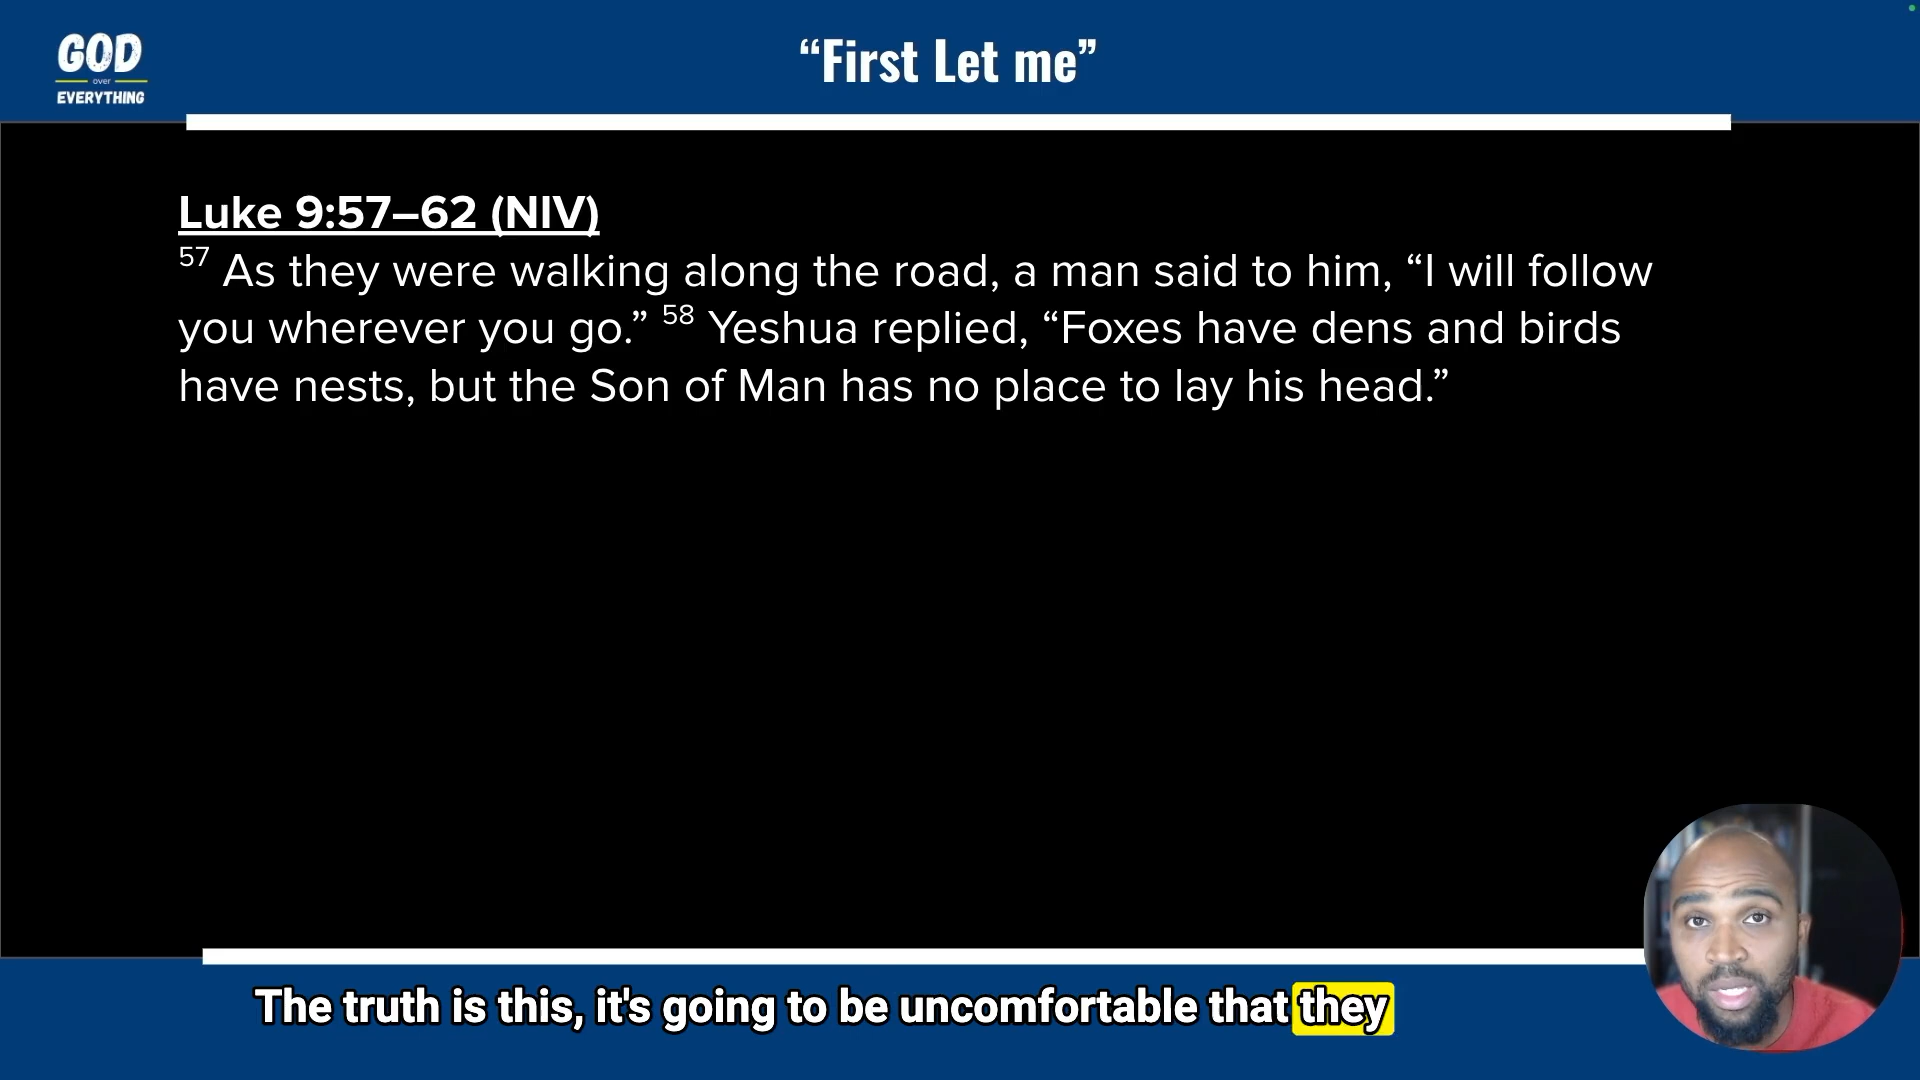 GOD
over
EVERYTHING
“First Let me”
Luke 9:57–62 (NIV)
57 As they were walking along the road, a man said to him, “I will follow
you wherever you go.” 58 Yeshua replied, “Foxes have dens and birds
have nests, but the Son of Man has no place to lay his head.”
The truth is this, it's going to be uncomfortable that they